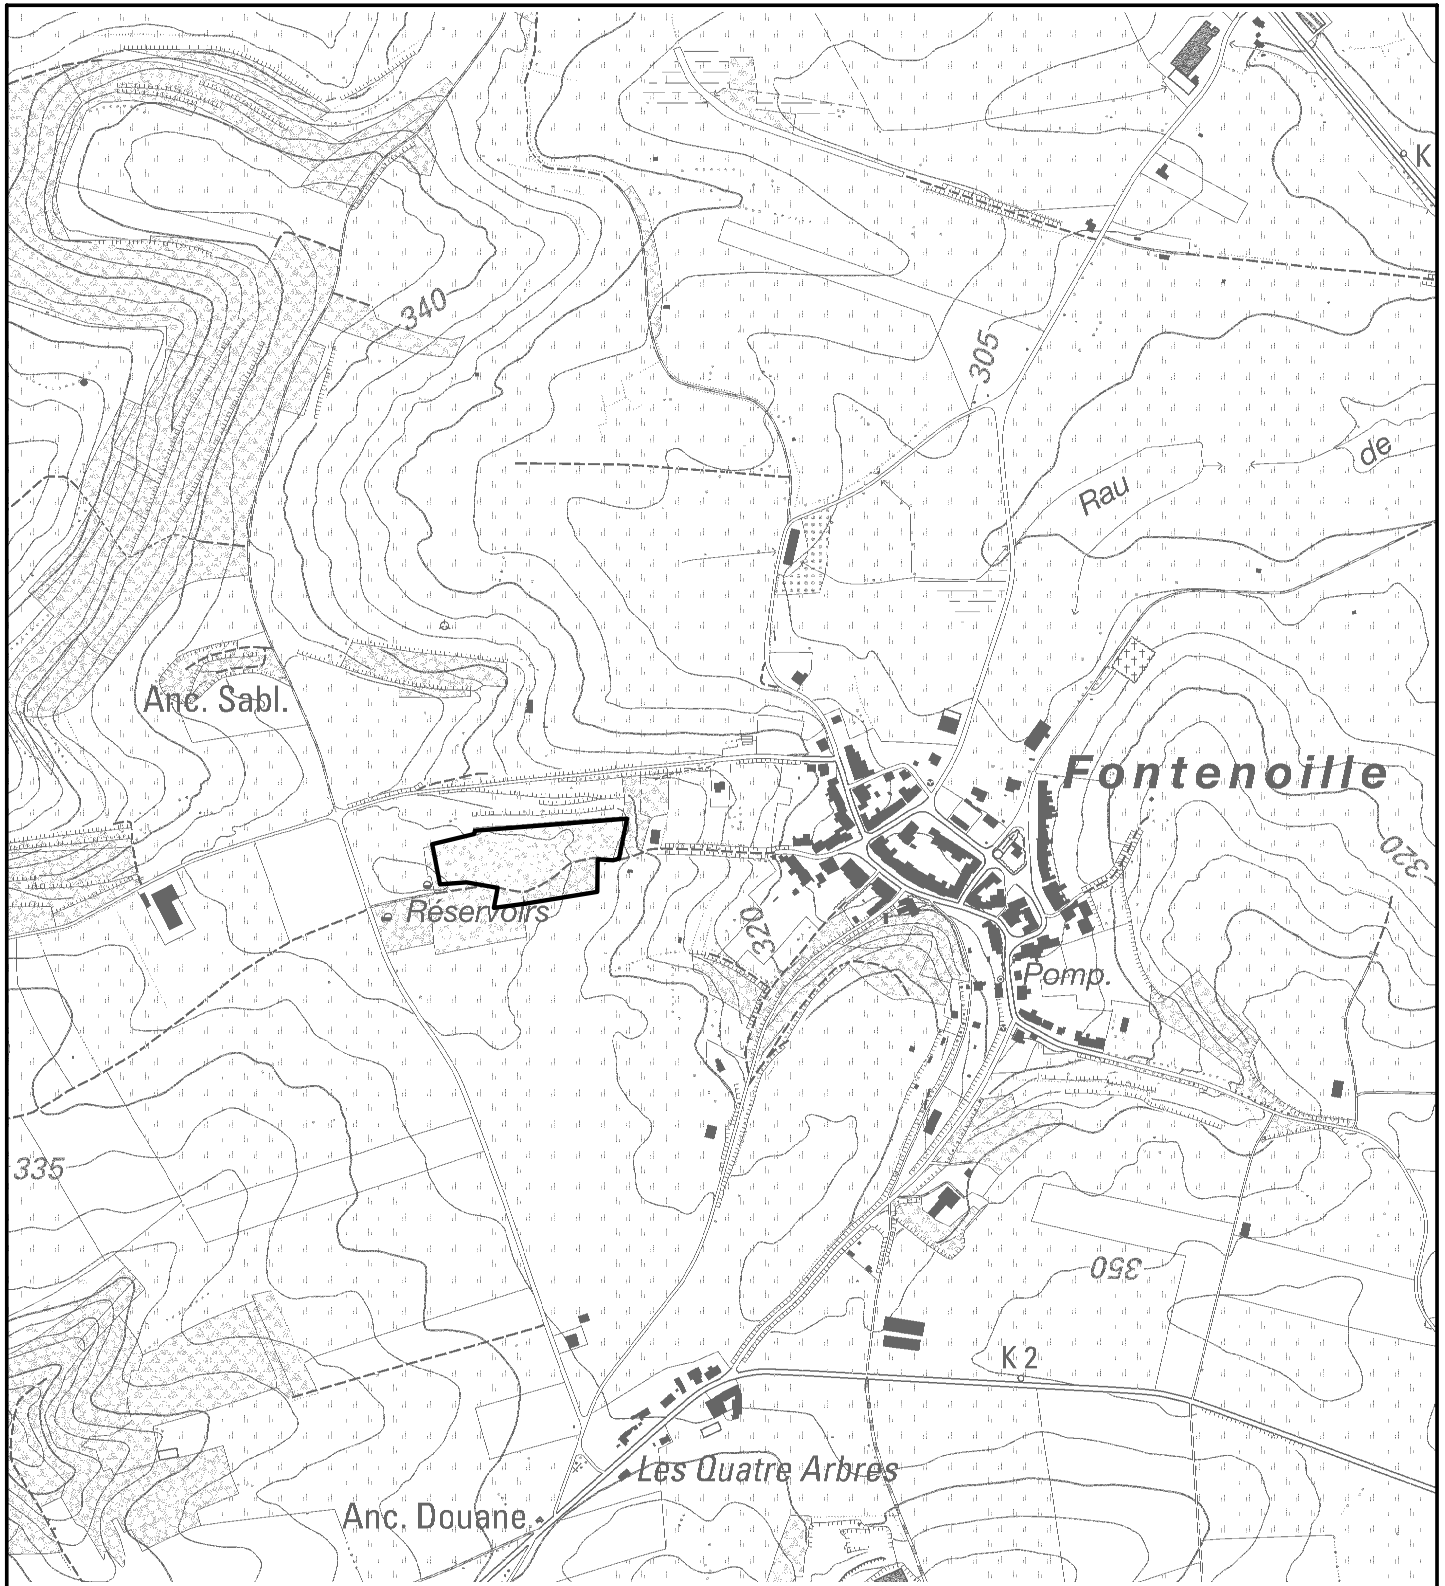 K
340
305
de
Rau
Anc. Sabl.
Fontenoille
320
Réservoirs
320
Pomp.
335
350
K 2
Les Quatre Arbres
Anc. Douane